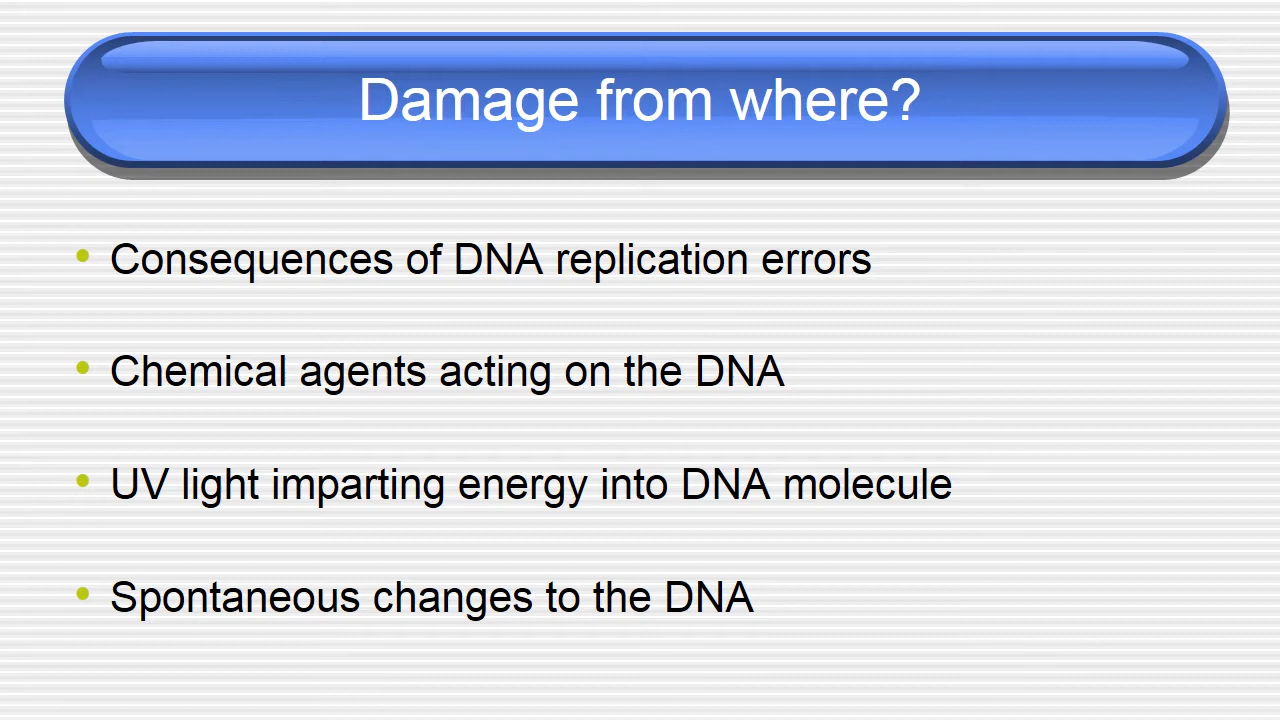 Damage from where?
• Consequences of DNA replication errors
• Chemical agents acting on the DNA
• UV light imparting energy into DNA molecule
• Spontaneous changes to the DNA